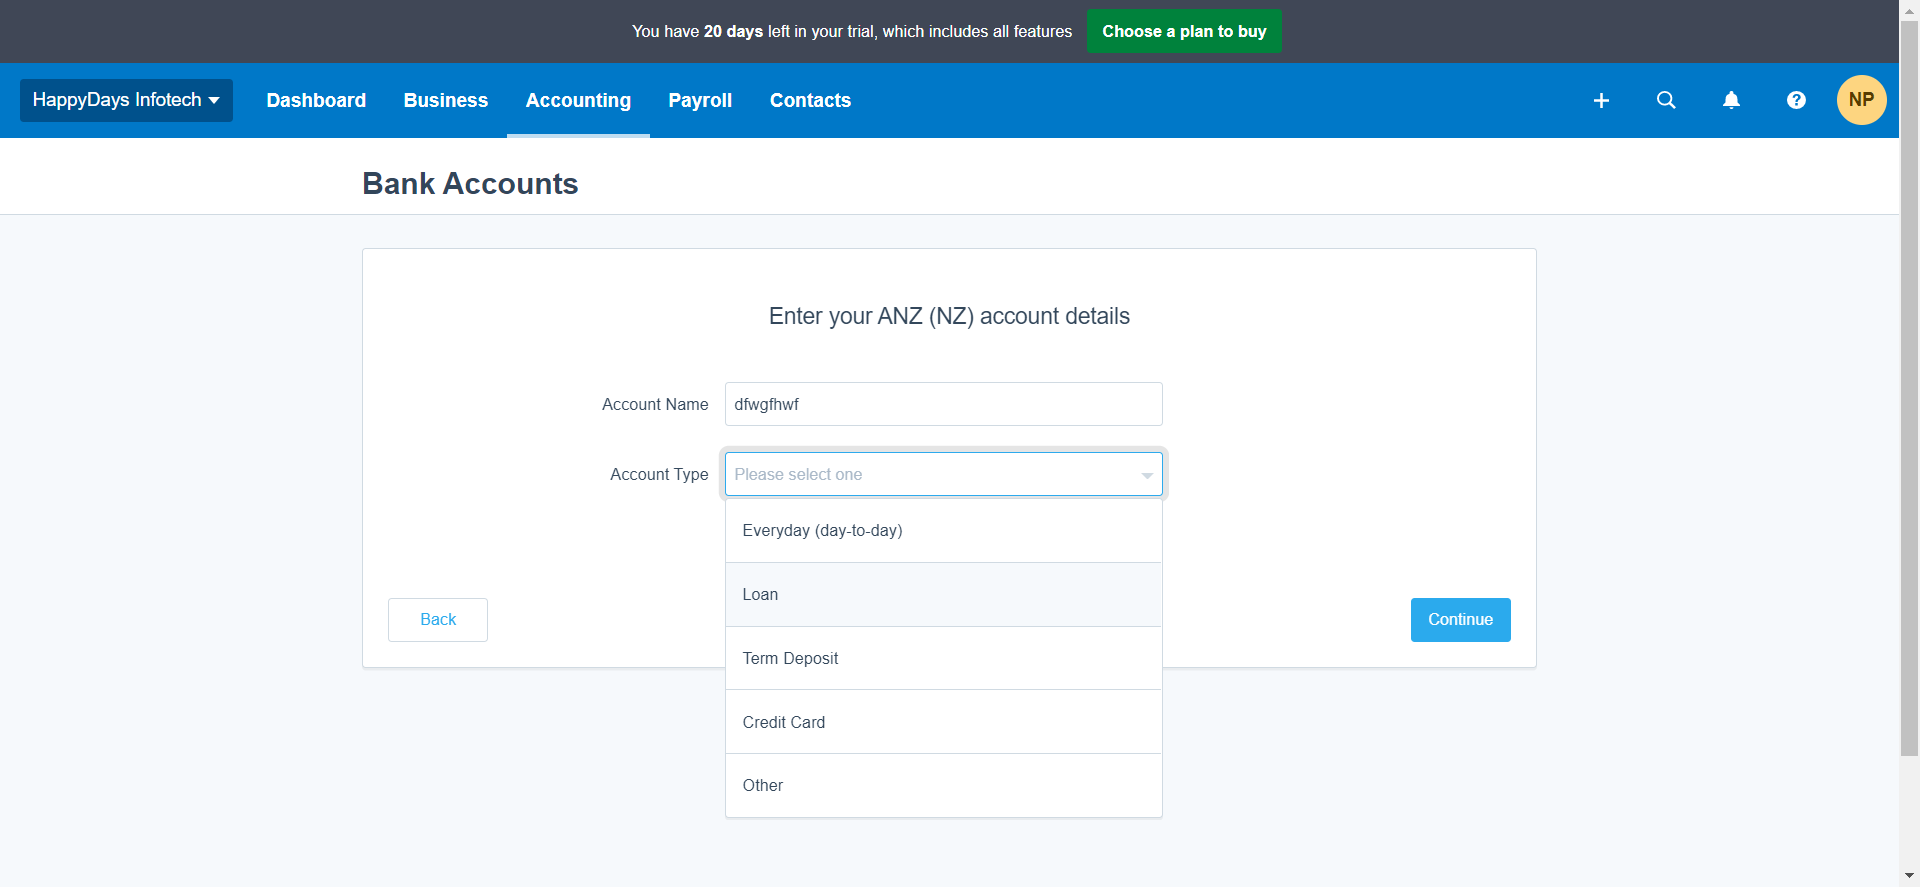 You have 20 days left in your trial, which includes all features
Choose a plan to buy
HappyDays Infotech
Dashboard
Business
Accounting
Payroll
Contacts
NP
Bank Accounts
Enter your ANZ (NZ) account details
Account Name
dfwgfhwf
Account Type
Please select one
Everyday (day-to-day)
Loan
Term Deposit
Credit Card
Other
Back
Continue